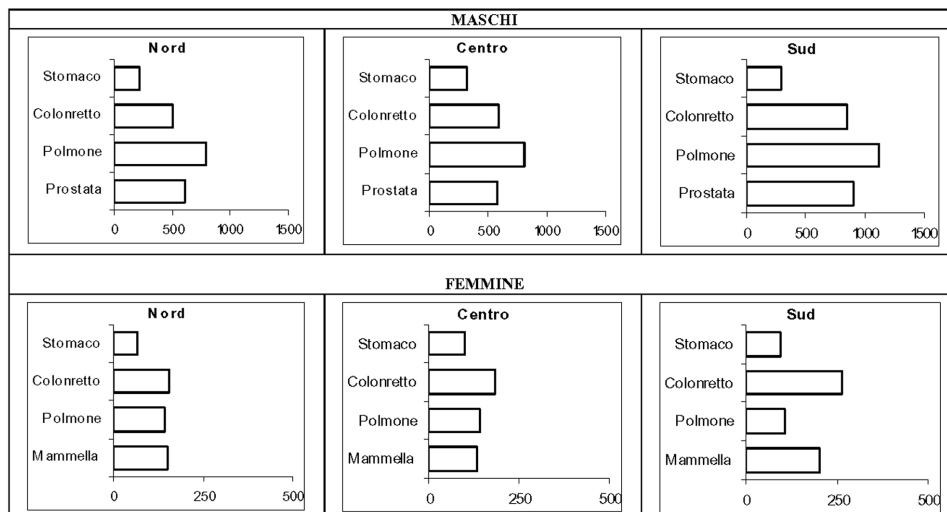 MASCHI
Nord
Stomaco
Colonretto
Polmone
Prostata
0 500 1000 1500
Centro
Stomaco
Colonretto
Polmone
Prostata
0 500 1000 1500
Sud
Stomaco
Colonretto
Polmone
Prostata
0 500 1000 1500
FEMMINE
Nord
Stomaco
Colonretto
Polmone
Mammella
0 250 500
Centro
Stomaco
Colonretto
Polmone
Mammella
0 250 500
Sud
Stomaco
Colonretto
Polmone
Mammella
0 250 500